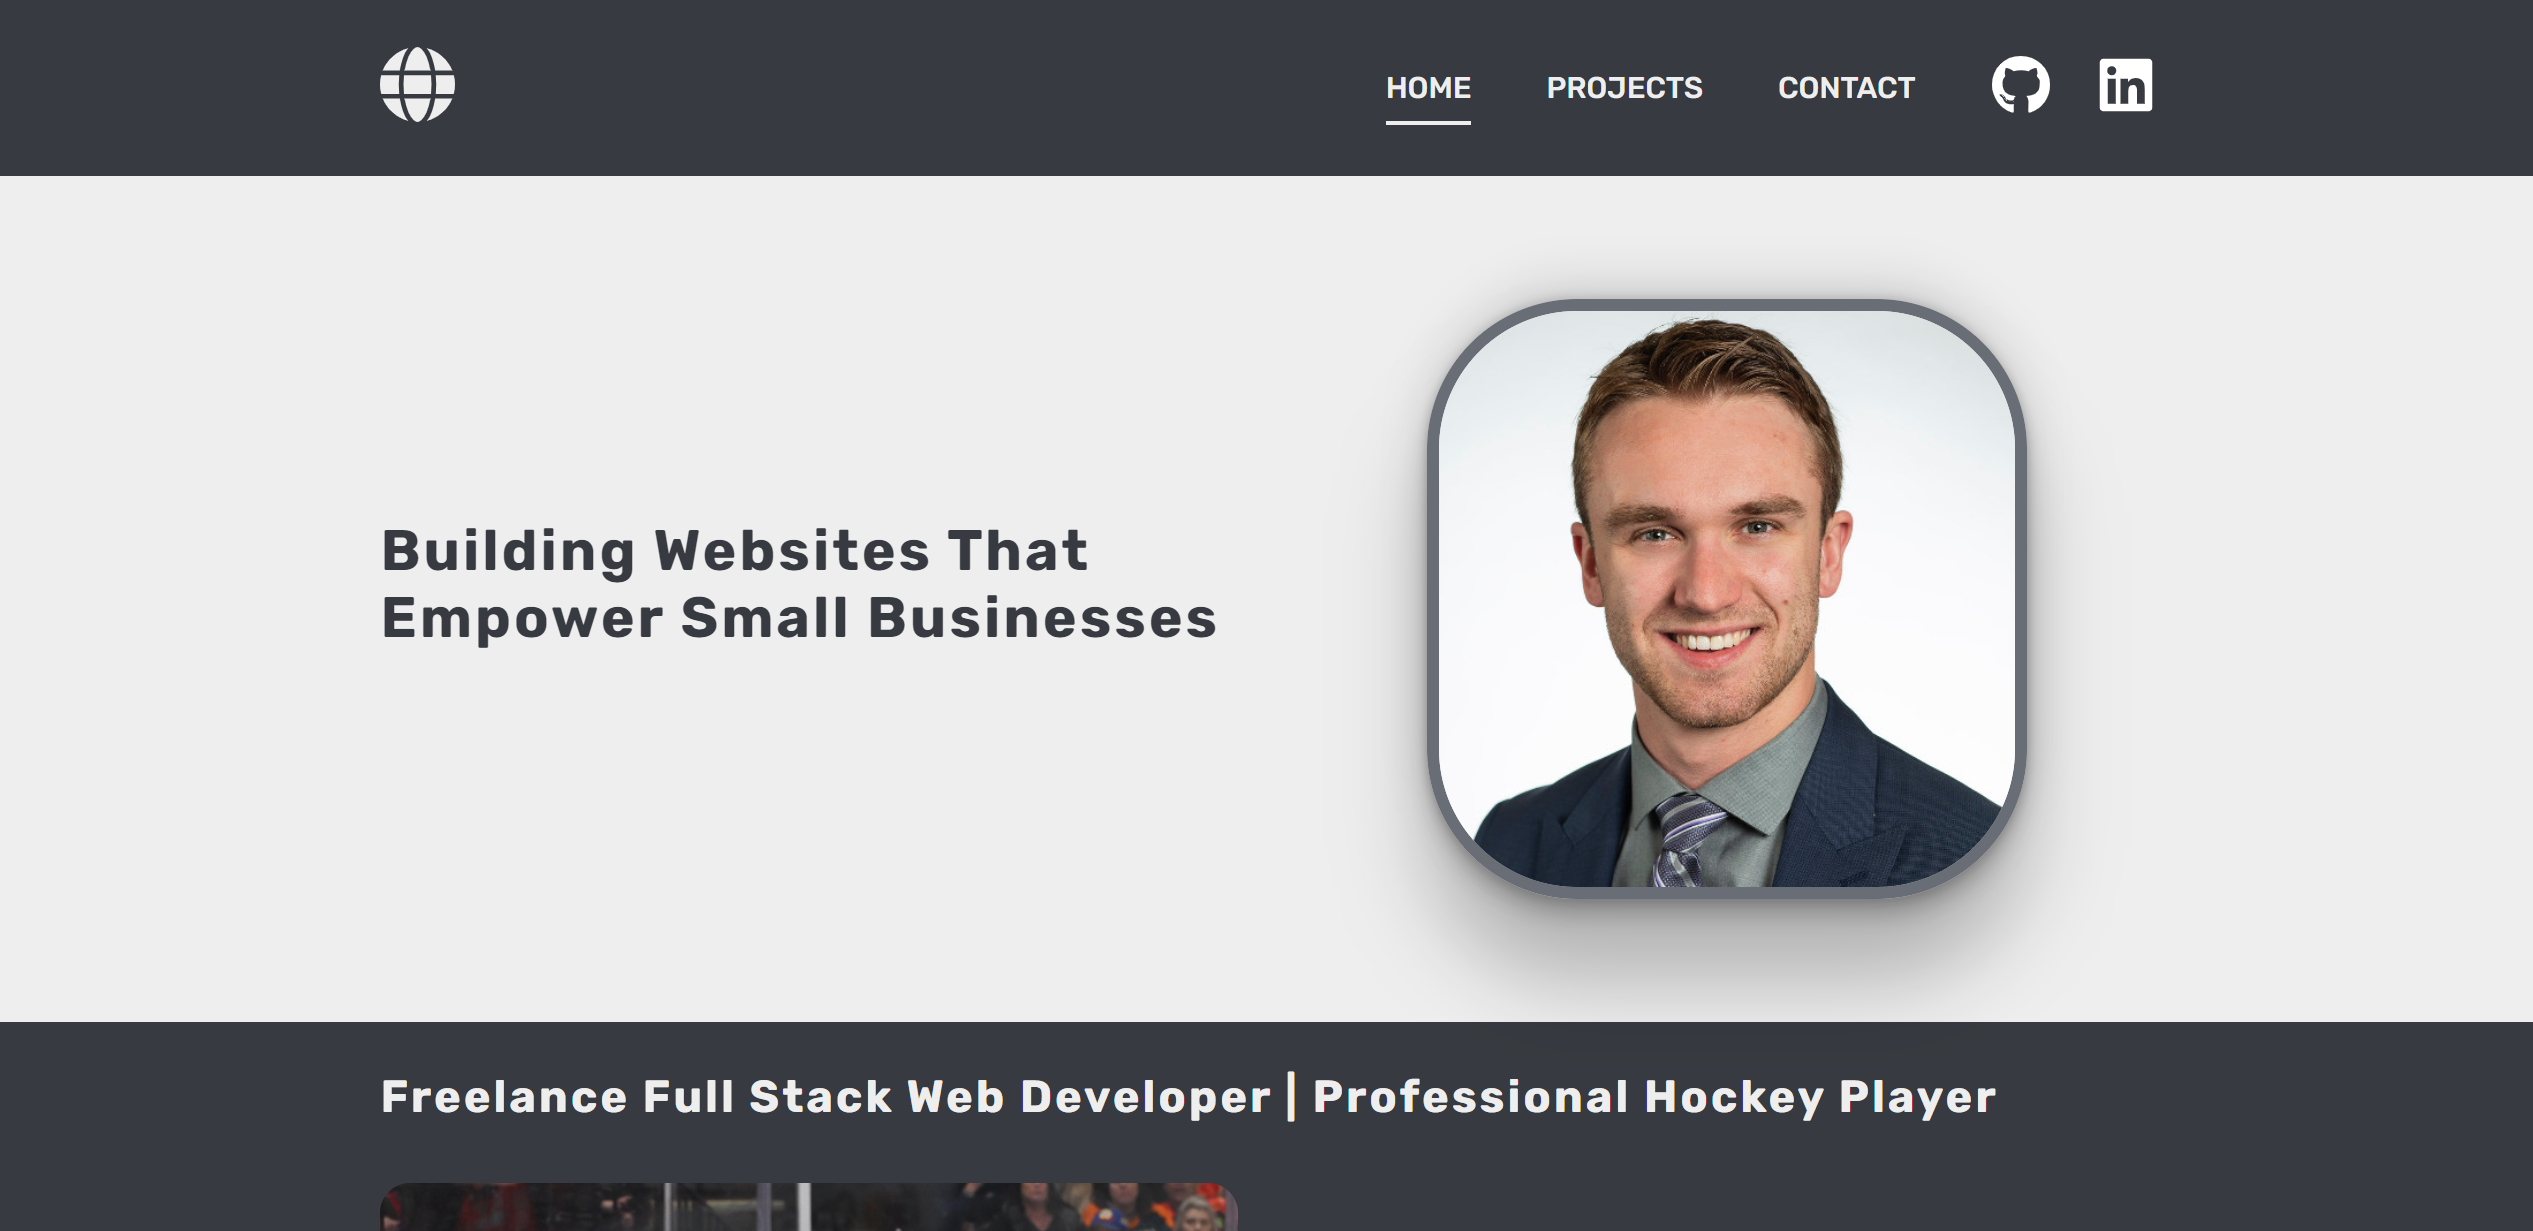 HOME PROJECTS CONTACT
Building Websites That
Empower Small Businesses
Freelance Full Stack Web Developer | Professional Hockey Player